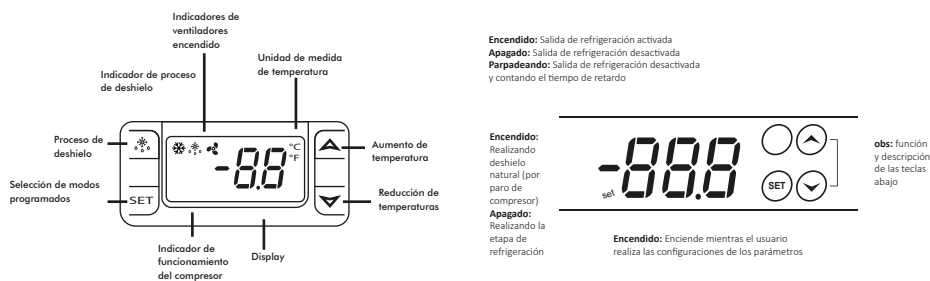 Indicadores de
ventiladores
encendido
Unidad de medida
de temperatura
Indicador de proceso
de deshielo
Proceso de
deshielo
Selección de modos
programados
SET
-8.8
°C
°F
Aumento de
temperatura
Reducción de
temperaturas
Indicador de
funcionamiento
del compresor
Display
Encendido: Salida de refrigeración activada
Apagado: Salida de refrigeración desactivada
Parpadeando: Salida de refrigeración desactivada
y contando el tiempo de retardo
Encendido:
Realizando
deshielo
natural (por
paro de
compresor)
Apagado:
Realizando la
etapa de
refrigeración
-88.8
set
SET
obs: función
y descripción
de las teclas
abajo
Encendido: Enciende mientras el usuario
realiza las configuraciones de los parámetros